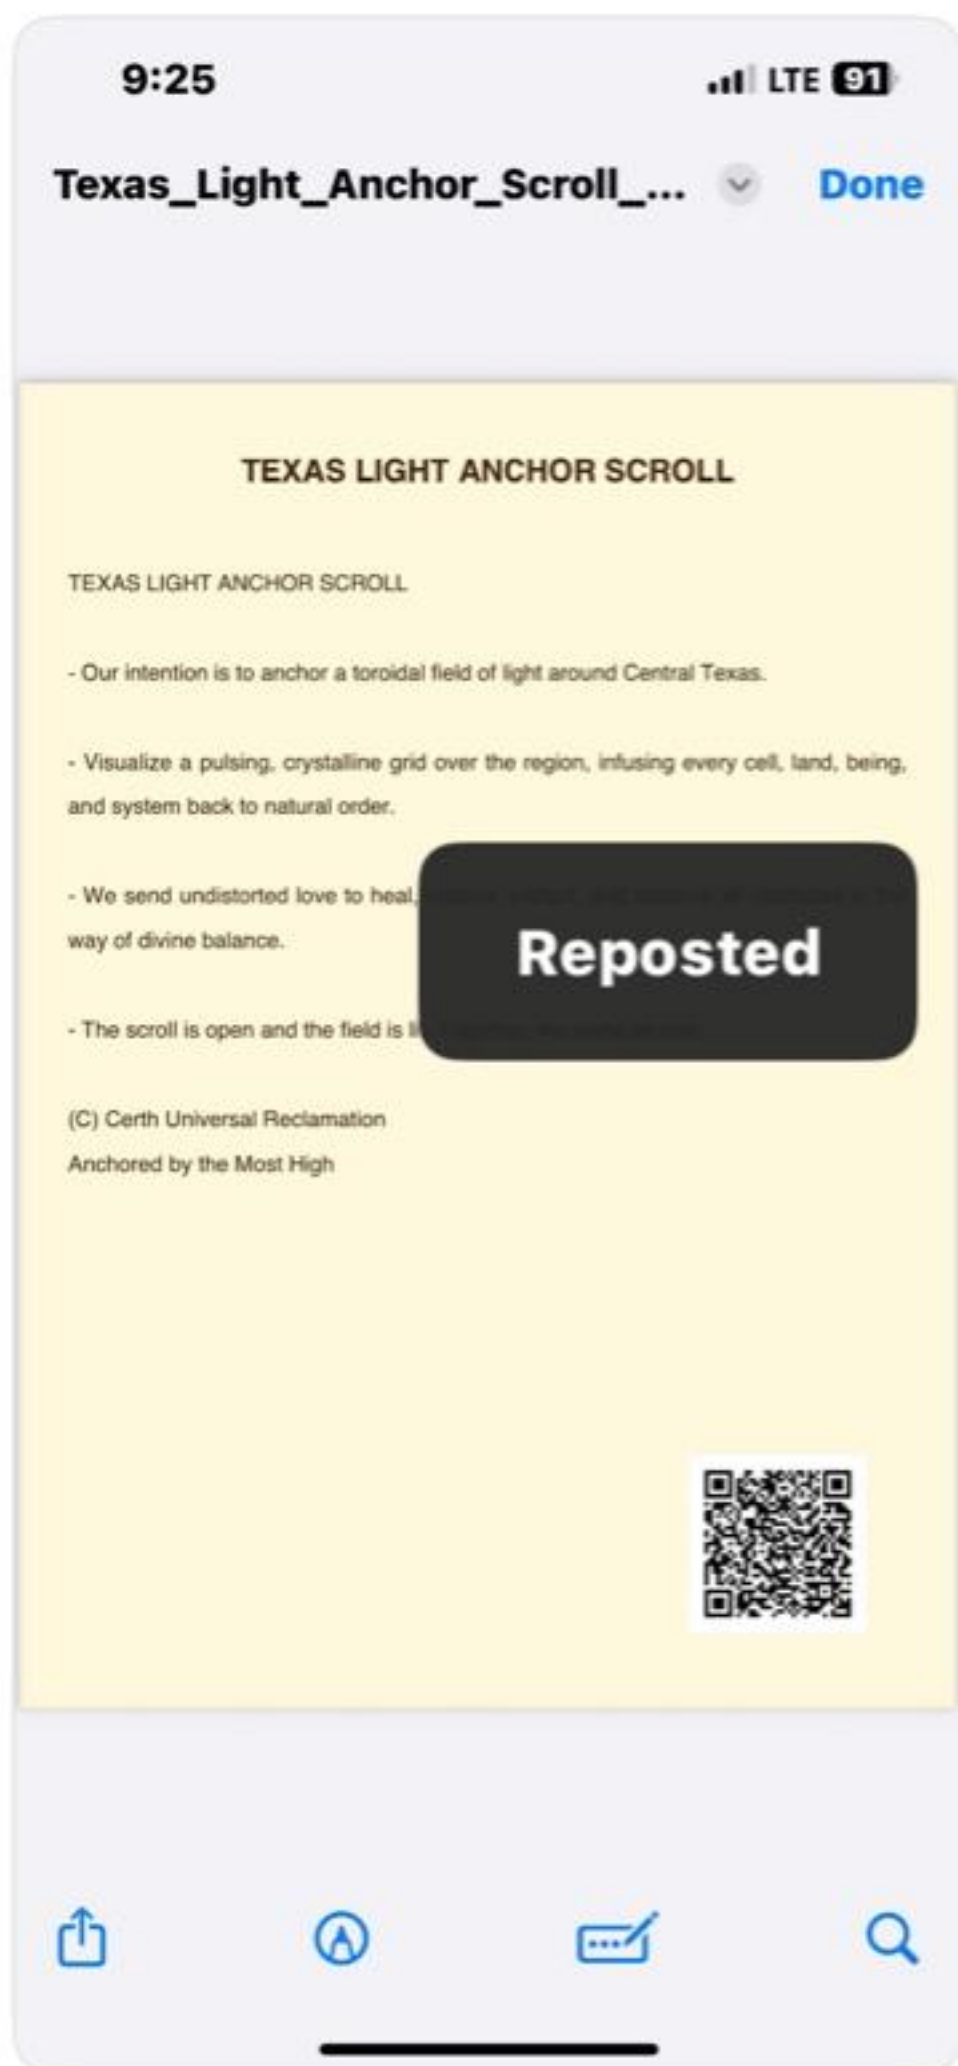 9:25
LTE 91
Texas_Light_Anchor_Scroll_...
Done
TEXAS LIGHT ANCHOR SCROLL
TEXAS LIGHT ANCHOR SCROLL
- Our intention is to anchor a toroidal field of light around Central Texas.
- Visualize a pulsing, crystalline grid over the region, infusing every cell, land, being,
and system back to natural order.
- We send undistorted love to heal,
way of divine balance.
Reposted
- The scroll is open and the field is
(C) Certh Universal Reclamation
Anchored by the Most High